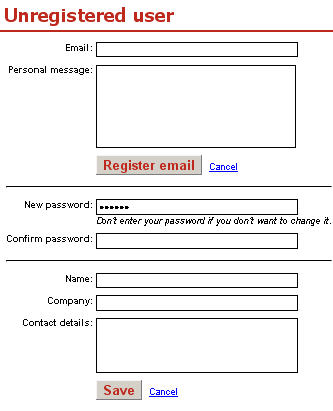 Unregistered user
Email:
Personal message:
Register email Cancel
New password: ••••••
Don't enter your password if you don't want to change it.
Confirm password:
Name:
Company:
Contact details:
Save Cancel